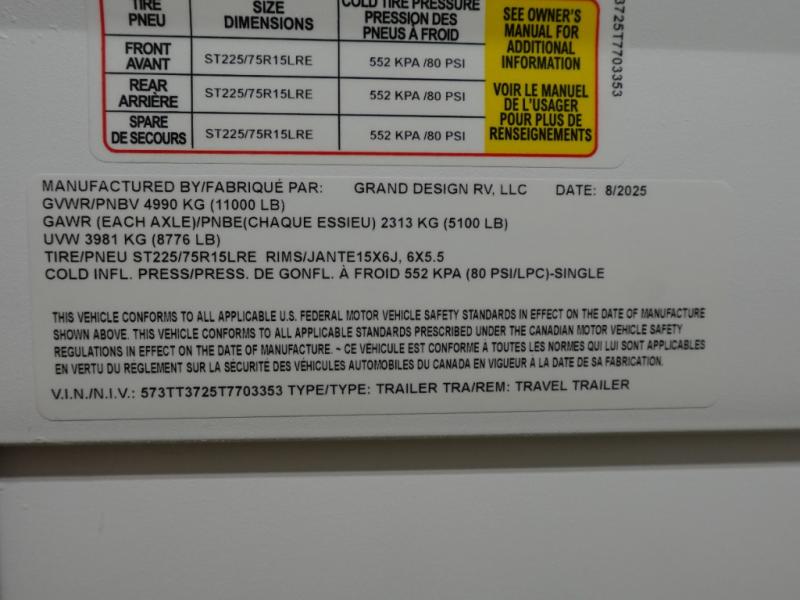 TIRE
PNEU
SIZE
DIMENSIONS
COLD TIRE PRESSURE
PRESSION DES
PNEUS À FROID
SEE OWNER'S
MANUAL FOR
ADDITIONAL
INFORMATION
FRONT
AVANT
ST225/75R15LRE
552 KPA /80 PSI
REAR
ARRIÈRE
ST225/75R15LRE
552 KPA /80 PSI
SPARE
DE SECOURS
ST225/75R15LRE
552 KPA /80 PSI
VOIR LE MANUEL
DE L'USAGER
POUR PLUS DE
RENSEIGNEMENTS
3725T7703353
MANUFACTURED BY/FABRIQUÉ PAR: GRAND DESIGN RV, LLC DATE: 8/2025
GVWR/PNBV 4990 KG (11000 LB)
GAWR (EACH AXLE)/PNBE(CHAQUE ESSIEU) 2313 KG (5100 LB)
UVW 3981 KG (8776 LB)
TIRE/PNEU ST225/75R15LRE RIMS/JANTE15X6J, 6X5.5
COLD INFL. PRESS/PRESS. DE GONFL. À FROID 552 KPA (80 PSI/LPC)-SINGLE
THIS VEHICLE CONFORMS TO ALL APPLICABLE U.S. FEDERAL MOTOR VEHICLE SAFETY STANDARDS IN EFFECT ON THE DATE OF MANUFACTURE
SHOWN ABOVE. THIS VEHICLE CONFORMS TO ALL APPLICABLE STANDARDS PRESCRIBED UNDER THE CANADIAN MOTOR VEHICLE SAFETY
REGULATIONS IN EFFECT ON THE DATE OF MANUFACTURE. ~ CE VÉHICULE EST CONFORME À TOUTES LES NORMES QUI LUI SONT APPLICABLES
EN VERTU DU REGLEMENT SUR LA SÉCURITÉ DES VÉHICULES AUTOMOBILES DU CANADA EN VIGUEUR A LA DATE DE SA FABRICATION.
V.I.N./N.I.V.: 573TT3725T7703353 TYPE/TYPE: TRAILER TRA/REM: TRAVEL TRAILER